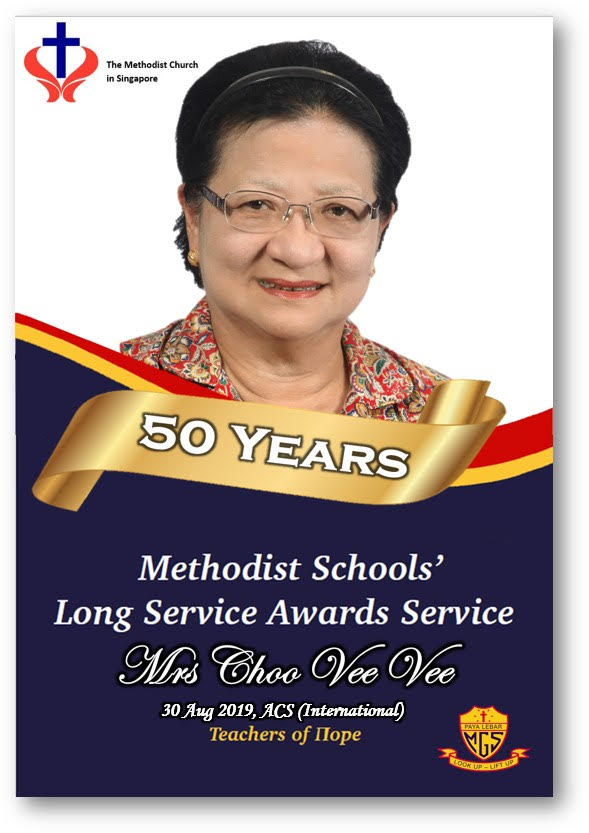 The Methodist Church
in Singapore
50 YEARS
Methodist Schools’
Long Service Awards Service
Mrs Choo Vee Vee
30 Aug 2019, ACS (International)
Teachers of Hope
PAYA LEBAR
MGS
LOOK UP – LIFT UP